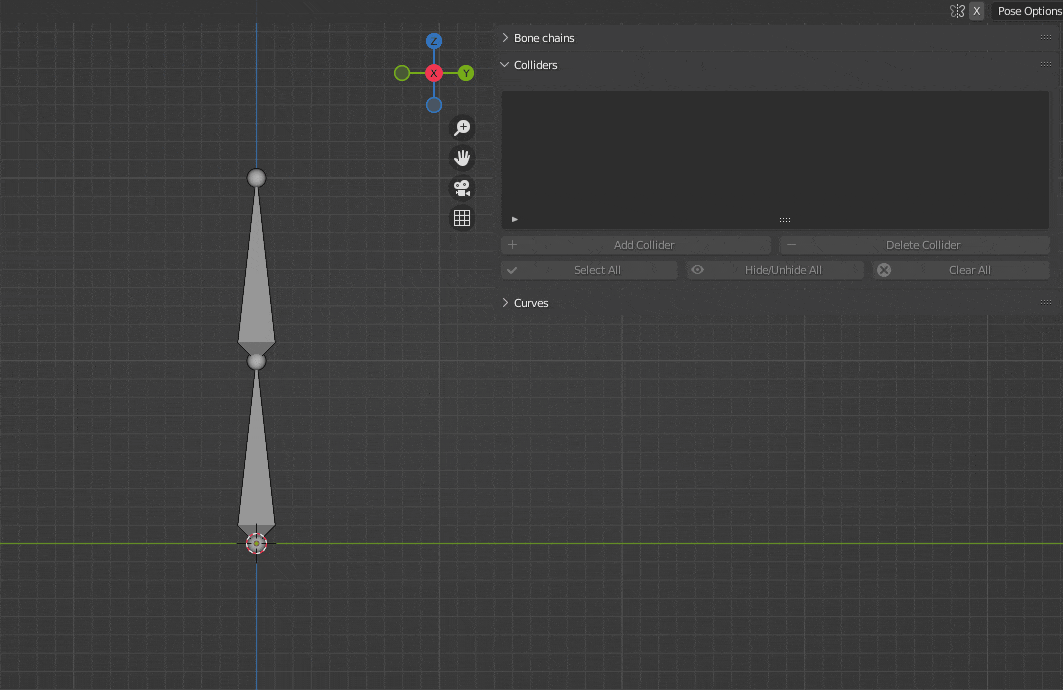 X Pose Options
Bone chains
Z
X Y
Colliders
Add Collider Delete Collider
Select All Hide/Unhide All Clear All
Curves